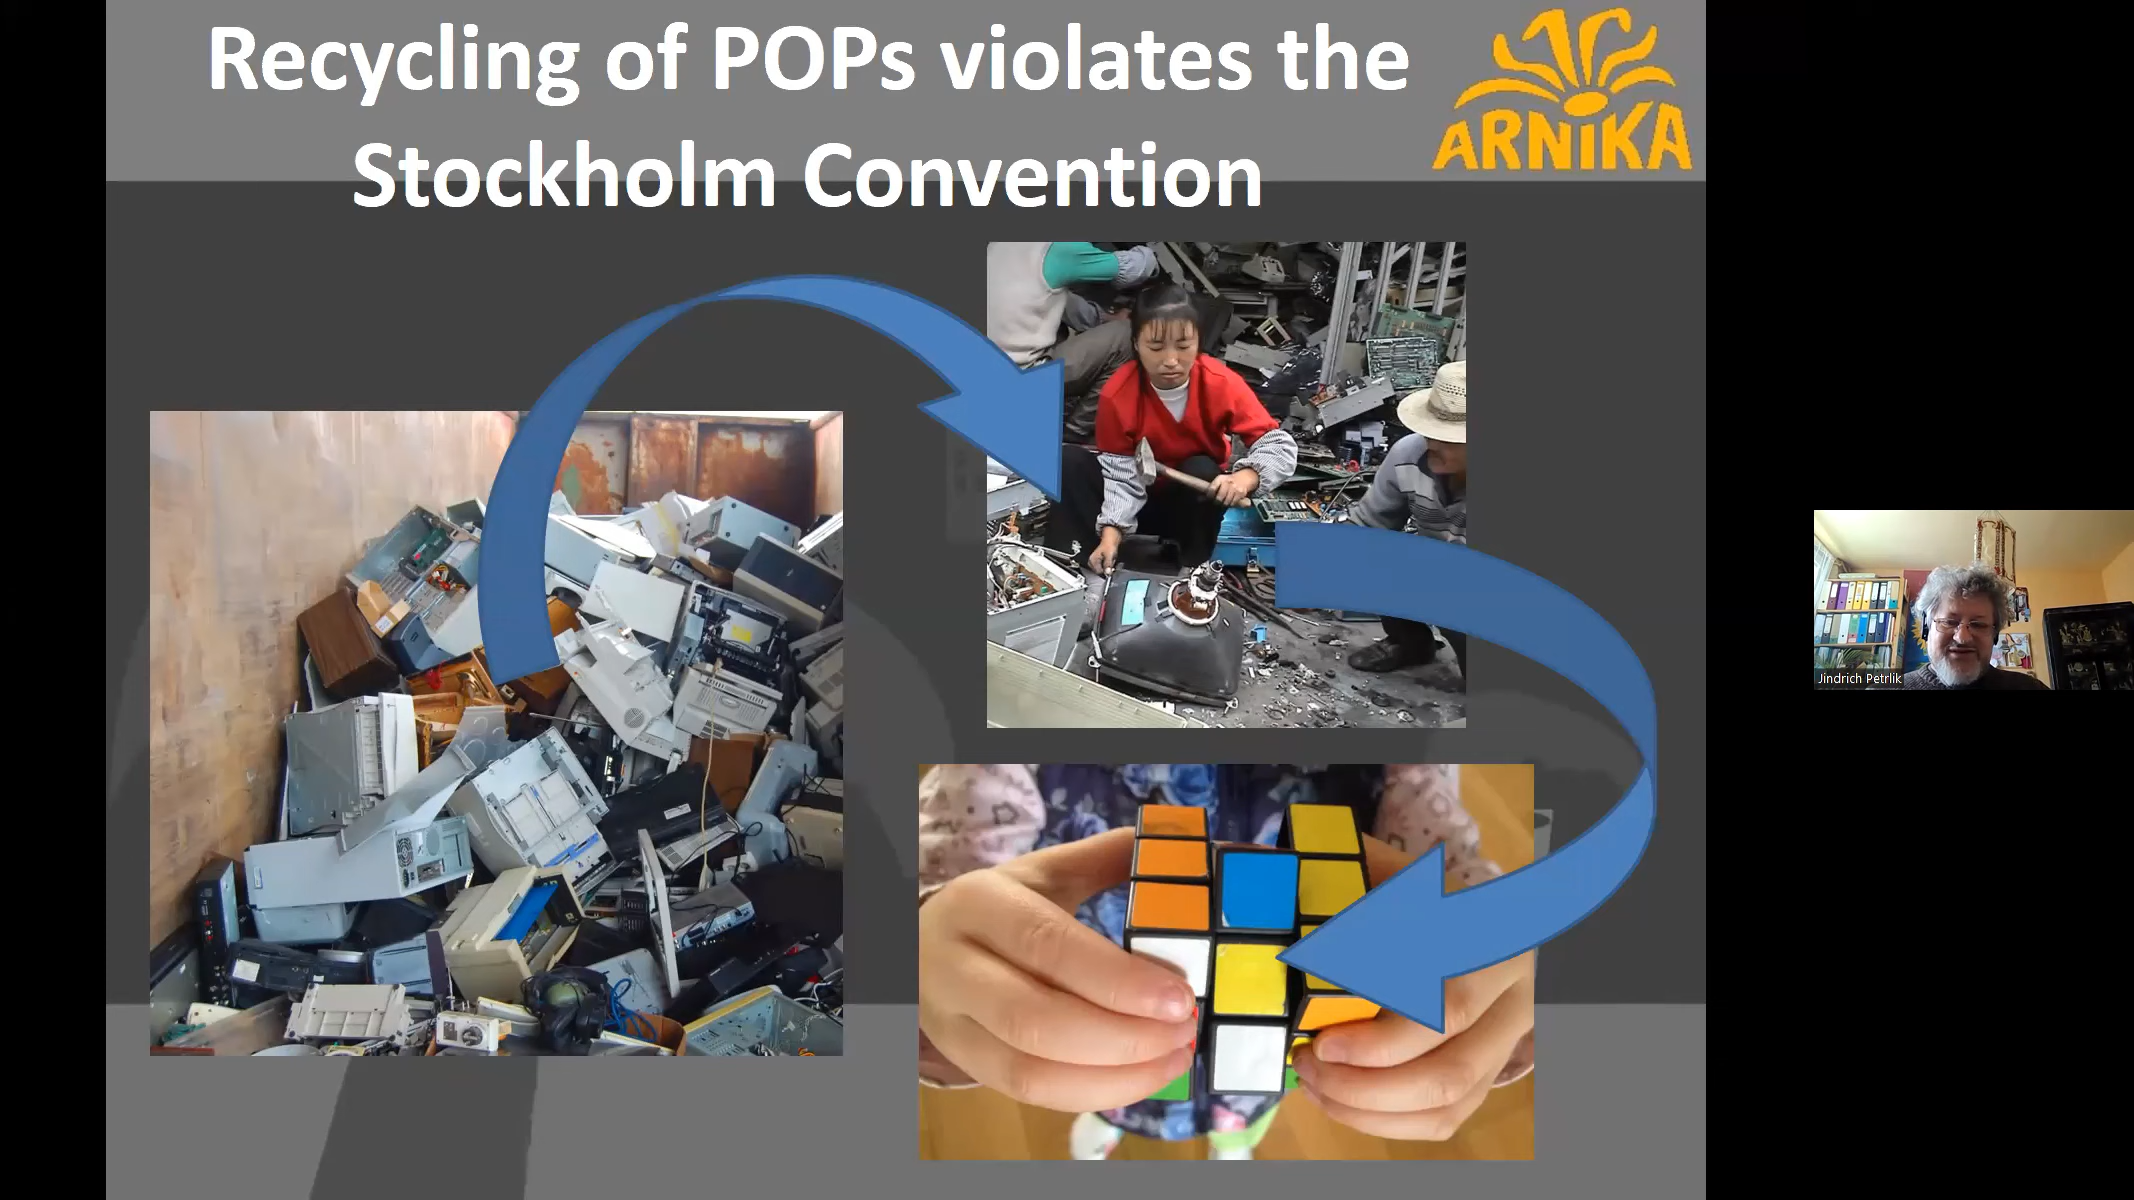 Recycling of POPs violates the
Stockholm Convention
ARNIKA
Jindrich Petrlik